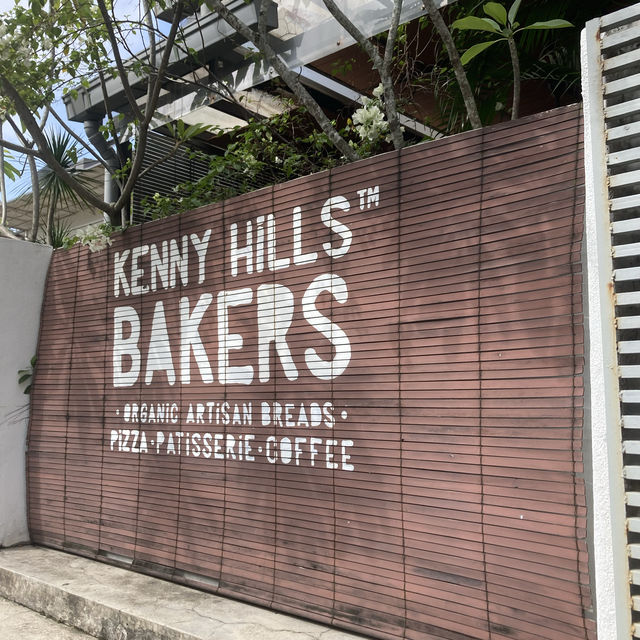 KENNY HiLLS™
BAKERS
· ORGANIC ARTiSAN BREADS ·
PIZZA · PATISSERIE · COFFEE